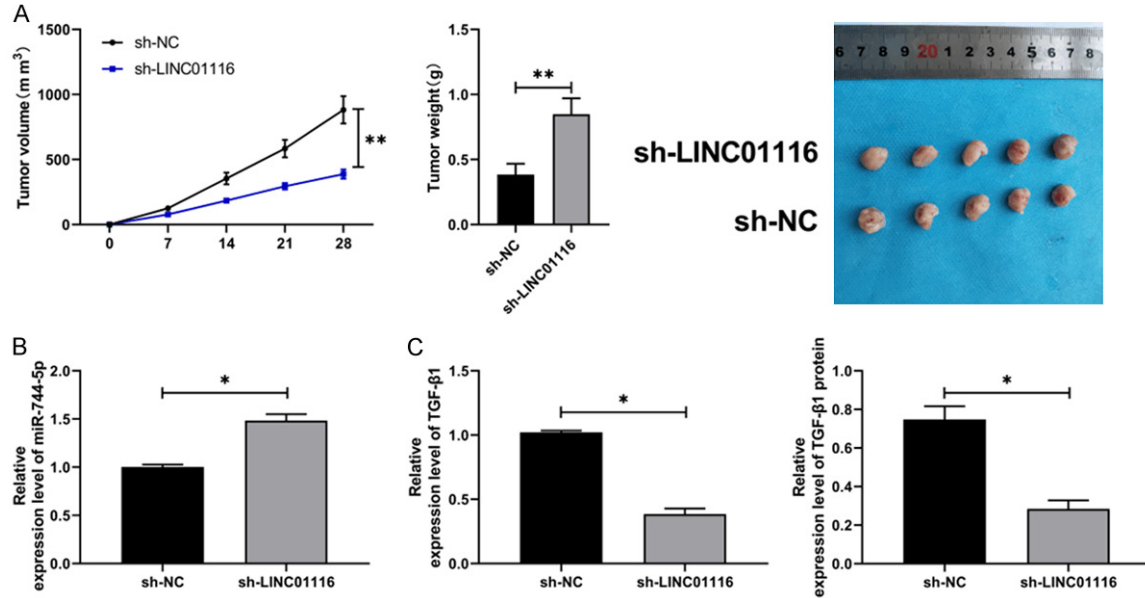 A
Tumor volume(m m³)
1500
1000
500
0
sh-NC
sh-LINC01116
**
0 7 14 21 28
Tumor weight(g)
1.5
1.0
0.5
0.0
**
sh-NC
sh-LINC01116
sh-LINC01116
sh-NC
6 7 8 9 20 1 2 3 4 5 6 7 8
B
Relative
expression level of miR-744-5p
2.0
1.5
1.0
0.5
0.0
*
sh-NC sh-LINC01116
C
Relative
expression level of TGF-β1
1.5
1.0
0.5
0.0
*
sh-NC sh-LINC01116
Relative
expression level of TGF-β1 protein
1.0
0.8
0.6
0.4
0.2
0.0
*
sh-NC sh-LINC01116